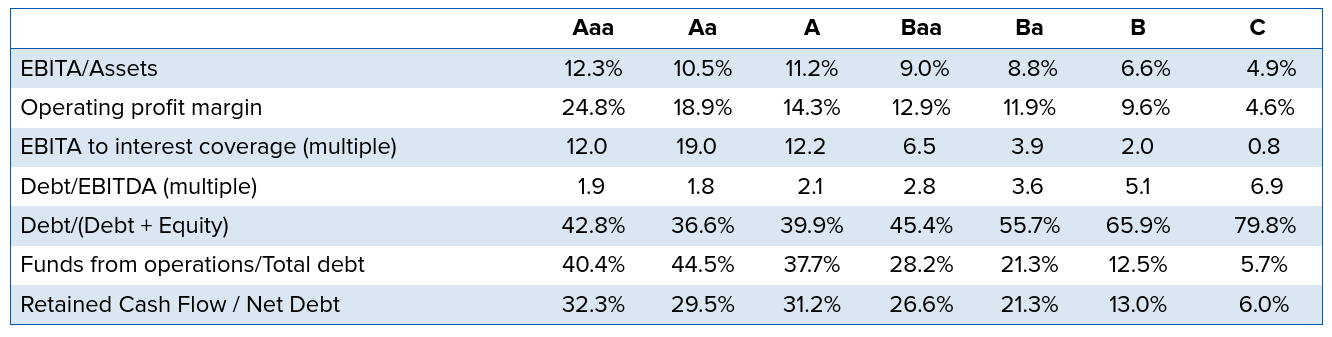 Aaa Aa A Baa Ba B C
EBITA/Assets 12.3% 10.5% 11.2% 9.0% 8.8% 6.6% 4.9%
Operating profit margin 24.8% 18.9% 14.3% 12.9% 11.9% 9.6% 4.6%
EBITA to interest coverage (multiple) 12.0 19.0 12.2 6.5 3.9 2.0 0.8
Debt/EBITDA (multiple) 1.9 1.8 2.1 2.8 3.6 5.1 6.9
Debt/(Debt + Equity) 42.8% 36.6% 39.9% 45.4% 55.7% 65.9% 79.8%
Funds from operations/Total debt 40.4% 44.5% 37.7% 28.2% 21.3% 12.5% 5.7%
Retained Cash Flow / Net Debt 32.3% 29.5% 31.2% 26.6% 21.3% 13.0% 6.0%